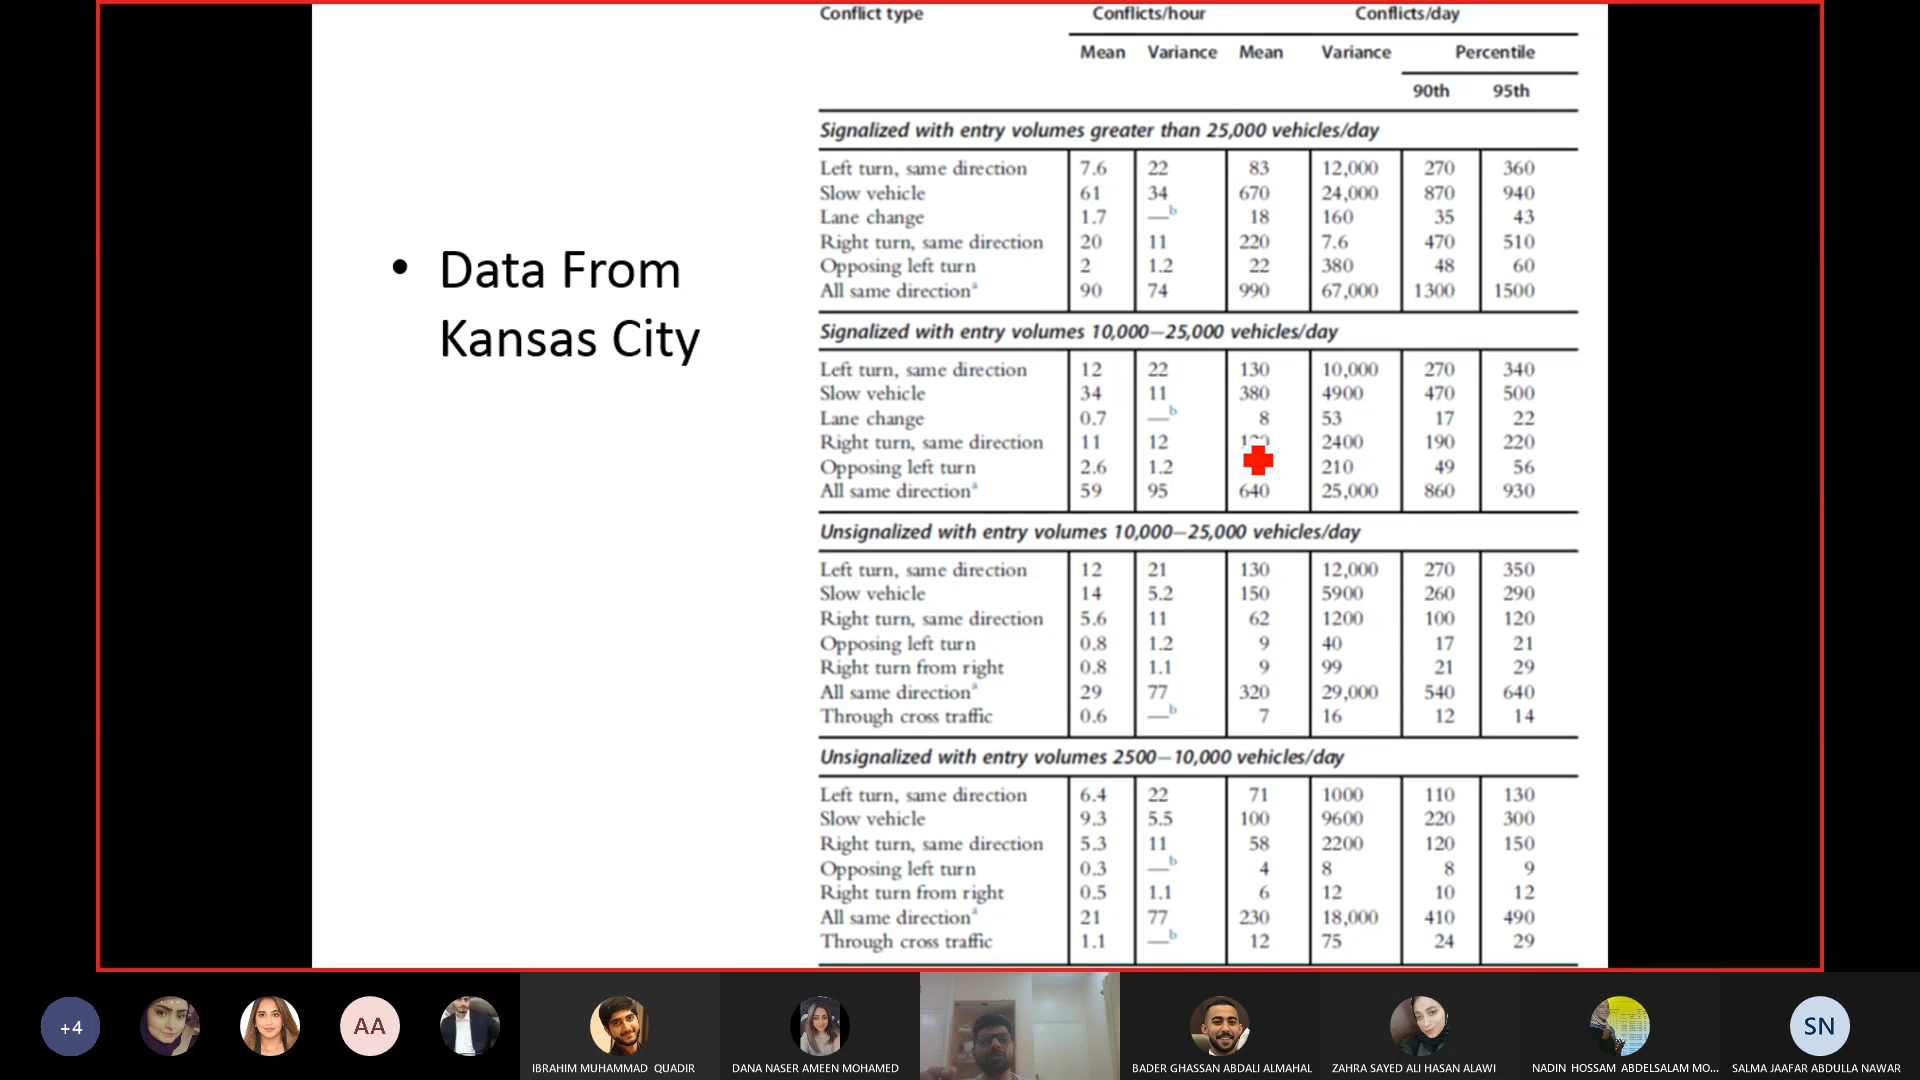 Conflict type Conflicts/hour Conflicts/day
Mean Variance Mean Variance Percentile
90th 95th
Signalized with entry volumes greater than 25,000 vehicles/day
Left turn, same direction 7.6 22 83 12,000 270 360
Slow vehicle 61 34 670 24,000 870 940
Lane change 1.7 —b 18 160 35 43
Right turn, same direction 20 11 220 7.6 470 510
Opposing left turn 2 1.2 22 380 48 60
All same directiona 90 74 990 67,000 1300 1500
• Data From
Kansas City
Signalized with entry volumes 10,000–25,000 vehicles/day
Left turn, same direction 12 22 130 10,000 270 340
Slow vehicle 34 11 380 4900 470 500
Lane change 0.7 —b 8 53 17 22
Right turn, same direction 11 12 2400 190 220
Opposing left turn 2.6 1.2 210 49 56
All same directiona 59 95 640 25,000 860 930
Unsignalized with entry volumes 10,000–25,000 vehicles/day
Left turn, same direction 12 21 130 12,000 270 350
Slow vehicle 14 5.2 150 5900 260 290
Right turn, same direction 5.6 11 62 1200 100 120
Opposing left turn 0.8 1.2 9 40 17 21
Right turn from right 0.8 1.1 9 99 21 29
All same directiona 29 77 320 29,000 540 640
Through cross traffic 0.6 —b 7 16 12 14
Unsignalized with entry volumes 2500–10,000 vehicles/day
Left turn, same direction 6.4 22 71 1000 110 130
Slow vehicle 9.3 5.5 100 9600 220 300
Right turn, same direction 5.3 11 58 2200 120 150
Opposing left turn 0.3 —b 4 8 8 9
Right turn from right 0.5 1.1 6 12 10 12
All same directiona 21 77 230 18,000 410 490
Through cross traffic 1.1 —b 12 75 24 29
+4 AA SN
IBRAHIM MUHAMMAD QUADIR DANA NASER AMEEN MOHAMED BADER GHASSAN ABDALI ALMAHAL ZAHRA SAYED ALI HASAN ALAWI NADIN HOSSAM ABDELSALAM MO... SALMA JAAFAR ABDULLA NAWAR